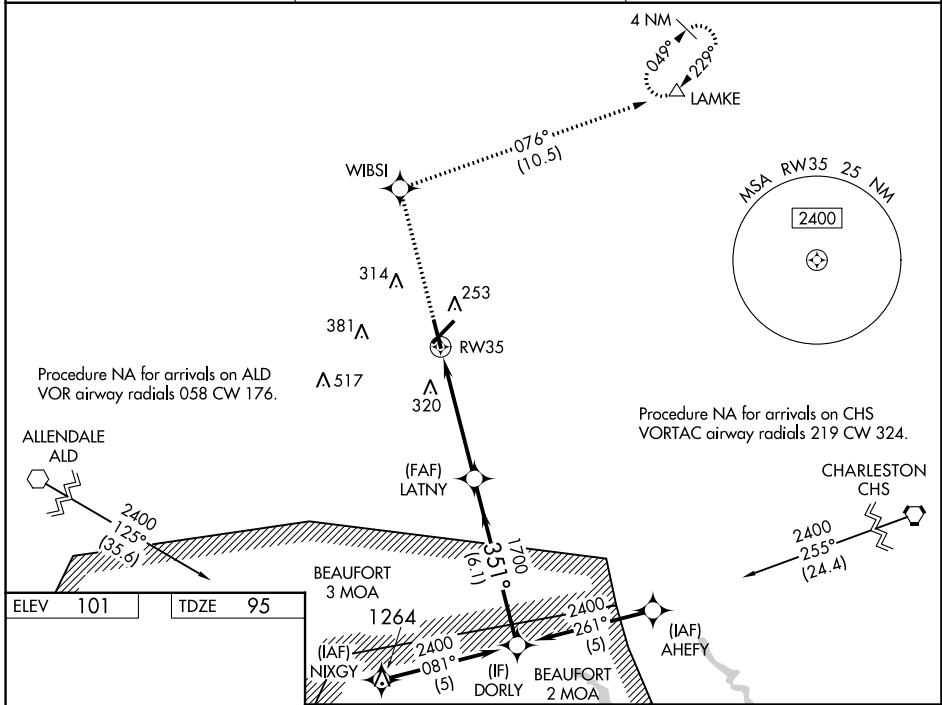 4 NM
049°
229°
LAMKE
076°
(10.5)
WIBSI
MSA RW35 25 NM
2400
314
253
381
RW35
517
320
Procedure NA for arrivals on ALD
VOR airway radials 058 CW 176.
Procedure NA for arrivals on CHS
VORTAC airway radials 219 CW 324.
ALLENDALE
ALD
(FAF)
LATNY
CHARLESTON
CHS
2400
125°
(35.6)
2400
255°
(24.4)
1700
351°
(6.1)
BEAUFORT
3 MOA
ELEV 101
TDZE 95
1264
2400
261°
(5)
(IAF)
AHEFY
(IAF)
NIXGY
2400
081°
(5)
(IF)
DORLY
BEAUFORT
2 MOA